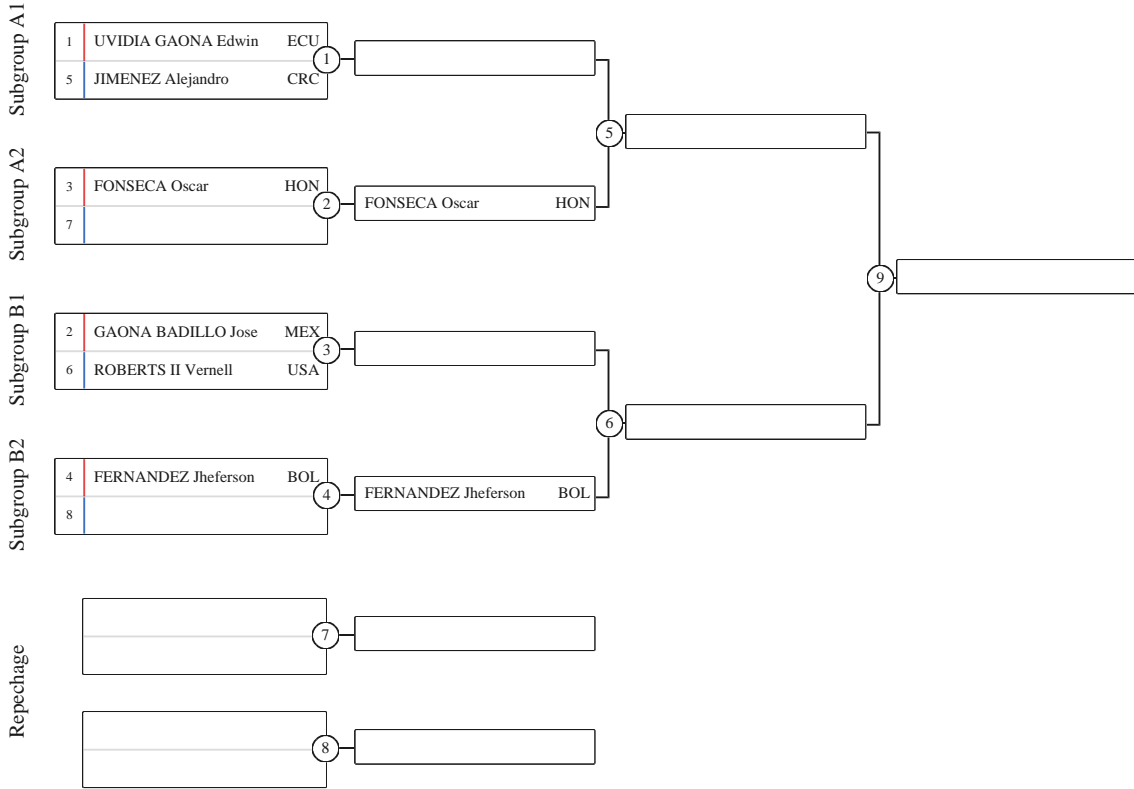 Subgroup A1
1 UVIDIA GAONA Edwin ECU
5 JIMENEZ Alejandro CRC
1
5
Subgroup A2
3 FONSECA Oscar HON
7
2
FONSECA Oscar HON
9
Subgroup B1
2 GAONA BADILLO Jose MEX
6 ROBERTS II Vernell USA
3
6
Subgroup B2
4 FERNANDEZ Jheferson BOL
8
4
FERNANDEZ Jheferson BOL
Repechage
7
8